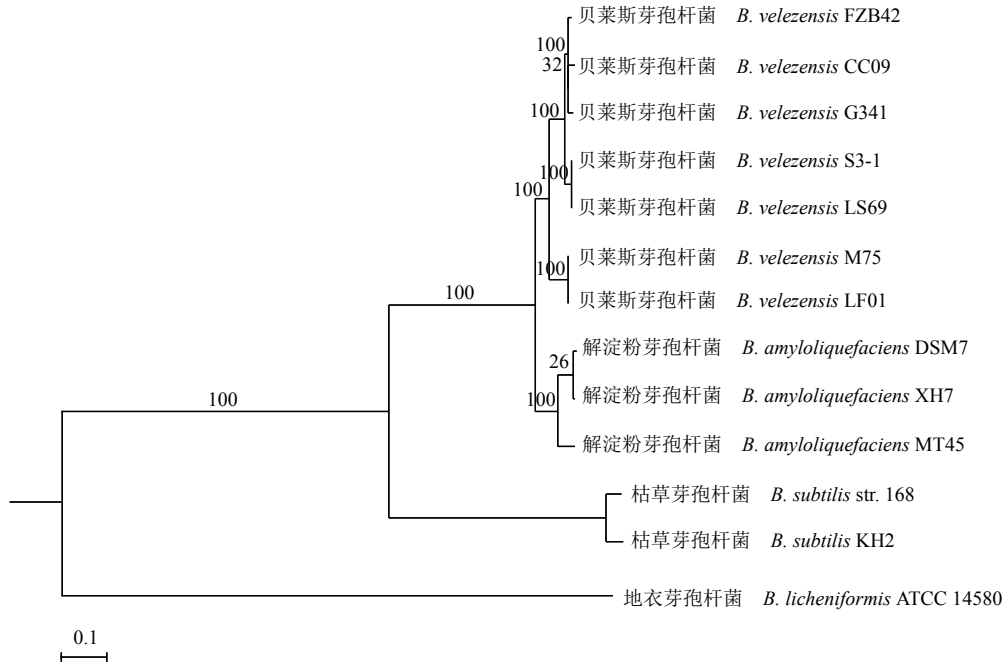 贝莱斯芽孢杆菌 B. velezensis FZB42
100
32
贝莱斯芽孢杆菌 B. velezensis CC09
100
贝莱斯芽孢杆菌 B. velezensis G341
贝莱斯芽孢杆菌 B. velezensis S3-1
100
100
贝莱斯芽孢杆菌 B. velezensis LS69
贝莱斯芽孢杆菌 B. velezensis M75
100
100
贝莱斯芽孢杆菌 B. velezensis LF01
解淀粉芽孢杆菌 B. amyloliquefaciens DSM7
26
100
解淀粉芽孢杆菌 B. amyloliquefaciens XH7
100
解淀粉芽孢杆菌 B. amyloliquefaciens MT45
枯草芽孢杆菌 B. subtilis str. 168
枯草芽孢杆菌 B. subtilis KH2
地衣芽孢杆菌 B. licheniformis ATCC 14580
0.1